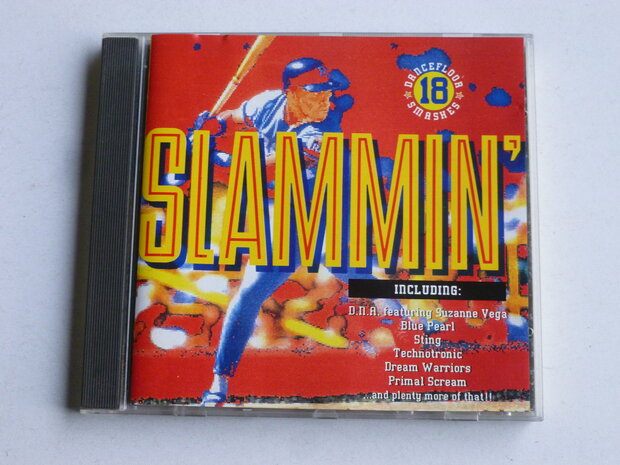 DANCEFLOOR
18
SMASHES
SLAMMIN'
INCLUDING:
D.N.A. featuring Suzanne Vega
Blue Pearl
Sting
Technotronic
Dream Warriors
Primal Scream
...and plenty more of that!!